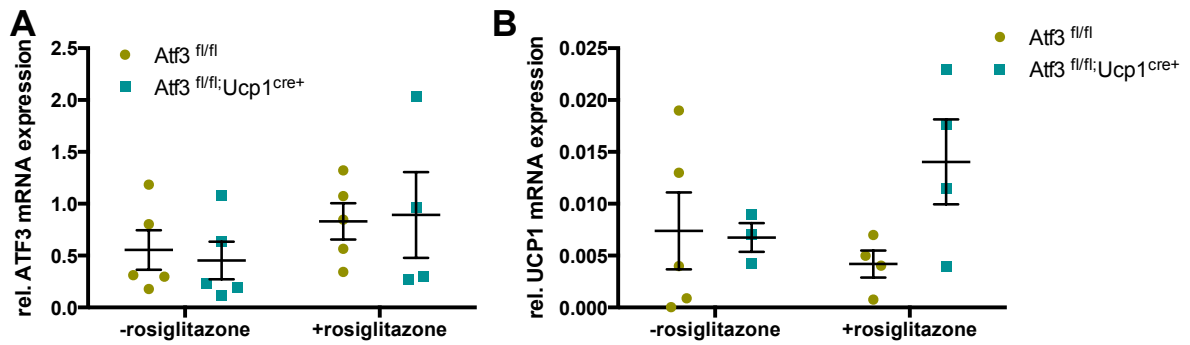 A
Atf3 fl/fl
Atf3 fl/fl;Ucp1cre+
rel. ATF3 mRNA expression
2.5
2.0
1.5
1.0
0.5
0.0
-rosiglitazone +rosiglitazone
B
Atf3 fl/fl
Atf3 fl/fl;Ucp1cre+
rel. UCP1 mRNA expression
0.025
0.020
0.015
0.010
0.005
0.000
-rosiglitazone +rosiglitazone